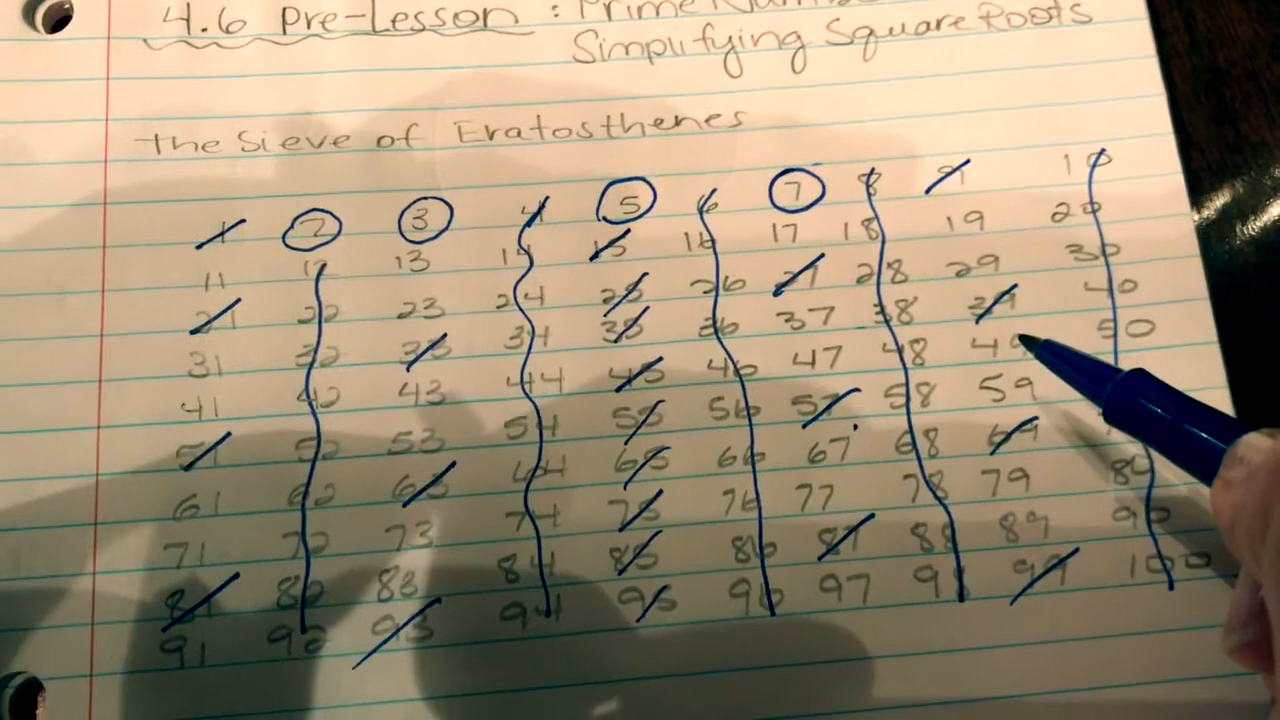 4.6 Pre-Lesson : Prime
Simplifying Square Roots
The Sieve of Eratosthenes
1 2 3 4 5 6 7 8 9 10
11 12 13 14 15 16 17 18 19 20
21 22 23 24 25 26 27 28 29 30
31 32 33 34 35 36 37 38 39 40
41 42 43 44 45 46 47 48 49 50
51 52 53 54 55 56 57 58 59
61 62 63 64 65 66 67 68 69
71 72 73 74 75 76 77 78 79 80
81 82 83 84 85 86 87 88 89 90
91 92 93 94 95 96 97 98 99 100